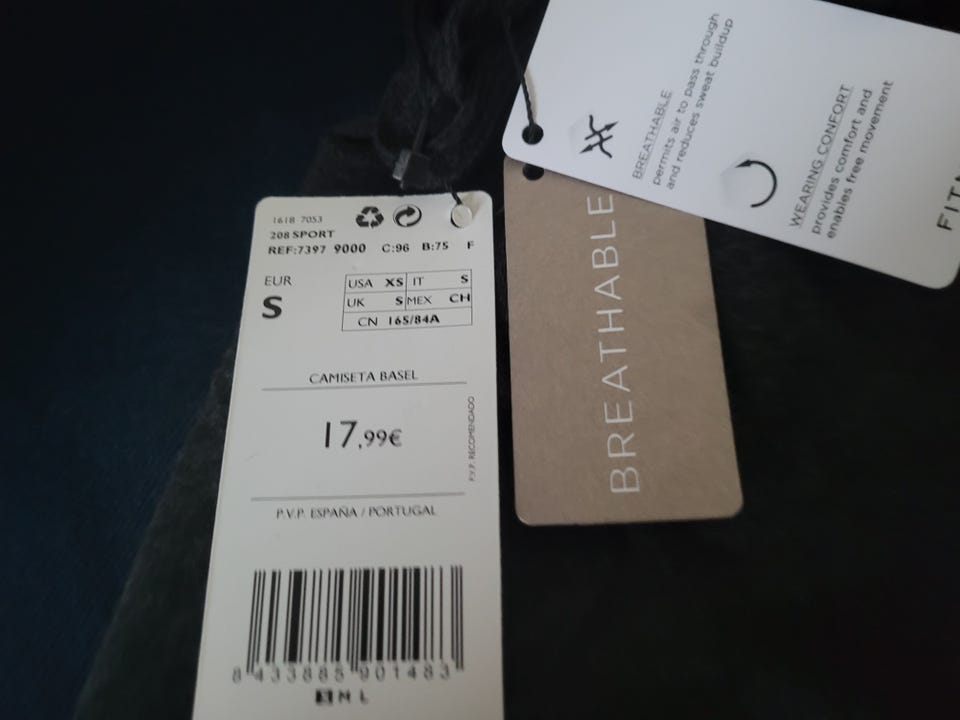 1618 7053
208 SPORT
REF:7397 9000 C:96 B:75 F
EUR
S
USA XS IT S
UK S MEX CH
CN 165/84A
CAMISETA BASEL
17,99€
P.V.P. RECOMENDADO
P.V.P. ESPAÑA / PORTUGAL
8 433885 901483
S M L
BREATHABLE
BREATHABLE
permits air to pass through
and reduces sweat buildup
WEARING COMFORT
provides comfort and
enables free movement